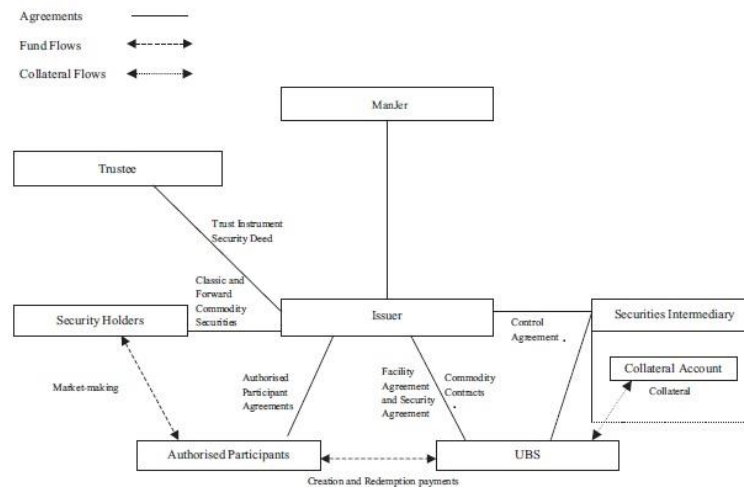 Agreements
Fund Flows
Collateral Flows
ManJer
Trustee
Trust Instrument
Security Deed
Classic and
Forward
Commodity
Securities
Security Holders
Issuer
Securities Intermediary
Control
Agreement
Collateral Account
Collateral
Market-making
Authorised
Participant
Agreements
Facility
Agreement
and Security
Agreement
Commodity
Contracts
Authorised Participants
UBS
Creation and Redemption payments